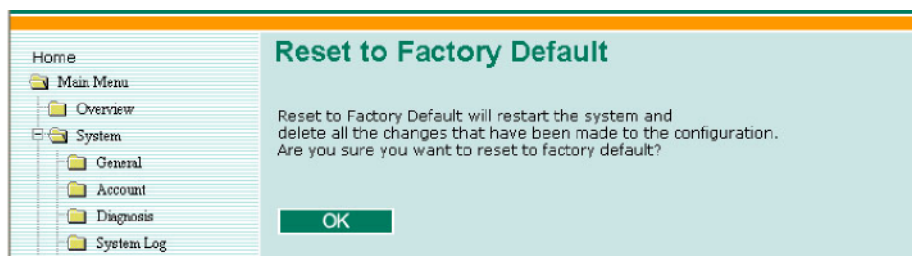 Home
Main Menu
Overview
System
General
Account
Diagnosis
System Log
Reset to Factory Default
Reset to Factory Default will restart the system and
delete all the changes that have been made to the configuration.
Are you sure you want to reset to factory default?
OK